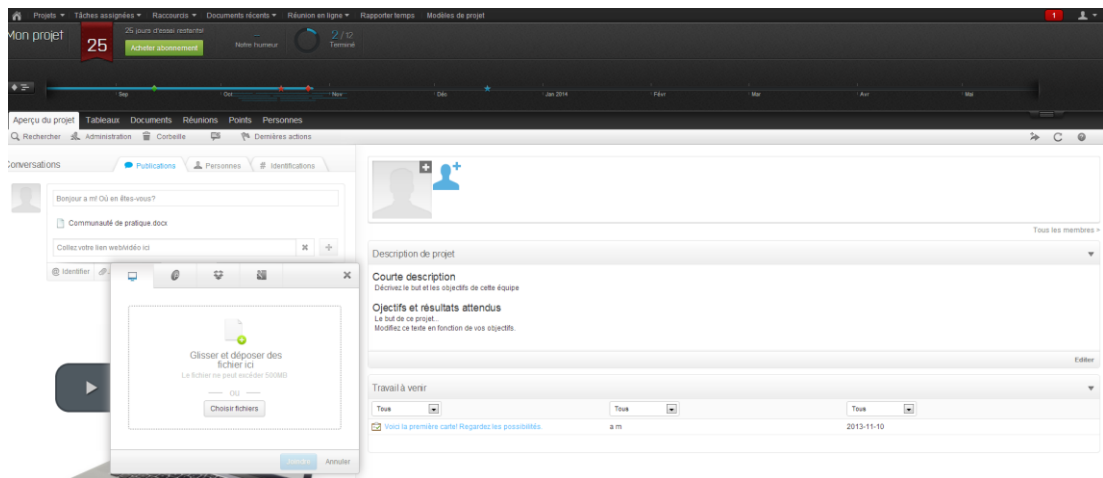 Projets Tâches assignées Raccourcis Documents récents Réunion en ligne Rapporter temps Modèles de projet 1
Mon projet
25
25 jours d'essai restants!
Acheter abonnement
--
Notre humeur
2 / 12
Terminé
Sep Oct Nov Déc Jan 2014 Févr Mar Avr Mai
Aperçu du projet Tableaux Documents Réunions Points Personnes
Rechercher Administration Corbeille Dernières actions
Conversations
Publications Personnes # Identifications
Bonjour a m! Où en êtes-vous?
Communauté de pratique.docx
Collez votre lien web/vidéo ici
@ Identifier
Glisser et déposer des
fichier ici
Le fichier ne peut excéder 500MB
OU
Choisir fichiers
Annuler
Tous les membres >
Description de projet
Courte description
Décrivez le but et les objectifs de cette équipe
Ojectifs et résultats attendus
Le but de ce projet...
Modifiez ce texte en fonction de vos objectifs.
Editer
Travail à venir
Tous Tous Tous
Voici la première carte! Regardez les possibilités. a m 2013-11-10